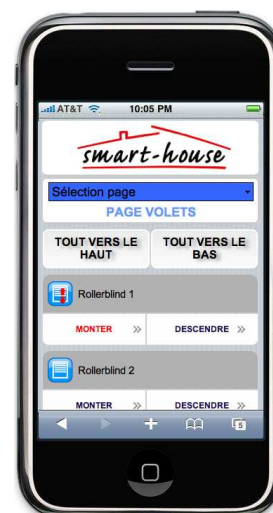 AT&T 10:05 PM
smart-house
Sélection page
PAGE VOLETS
TOUT VERS LE HAUT
TOUT VERS LE BAS
Rollerblind 1
MONTER >> DESCENDRE >>
Rollerblind 2
MONTER >> DESCENDRE >>
5